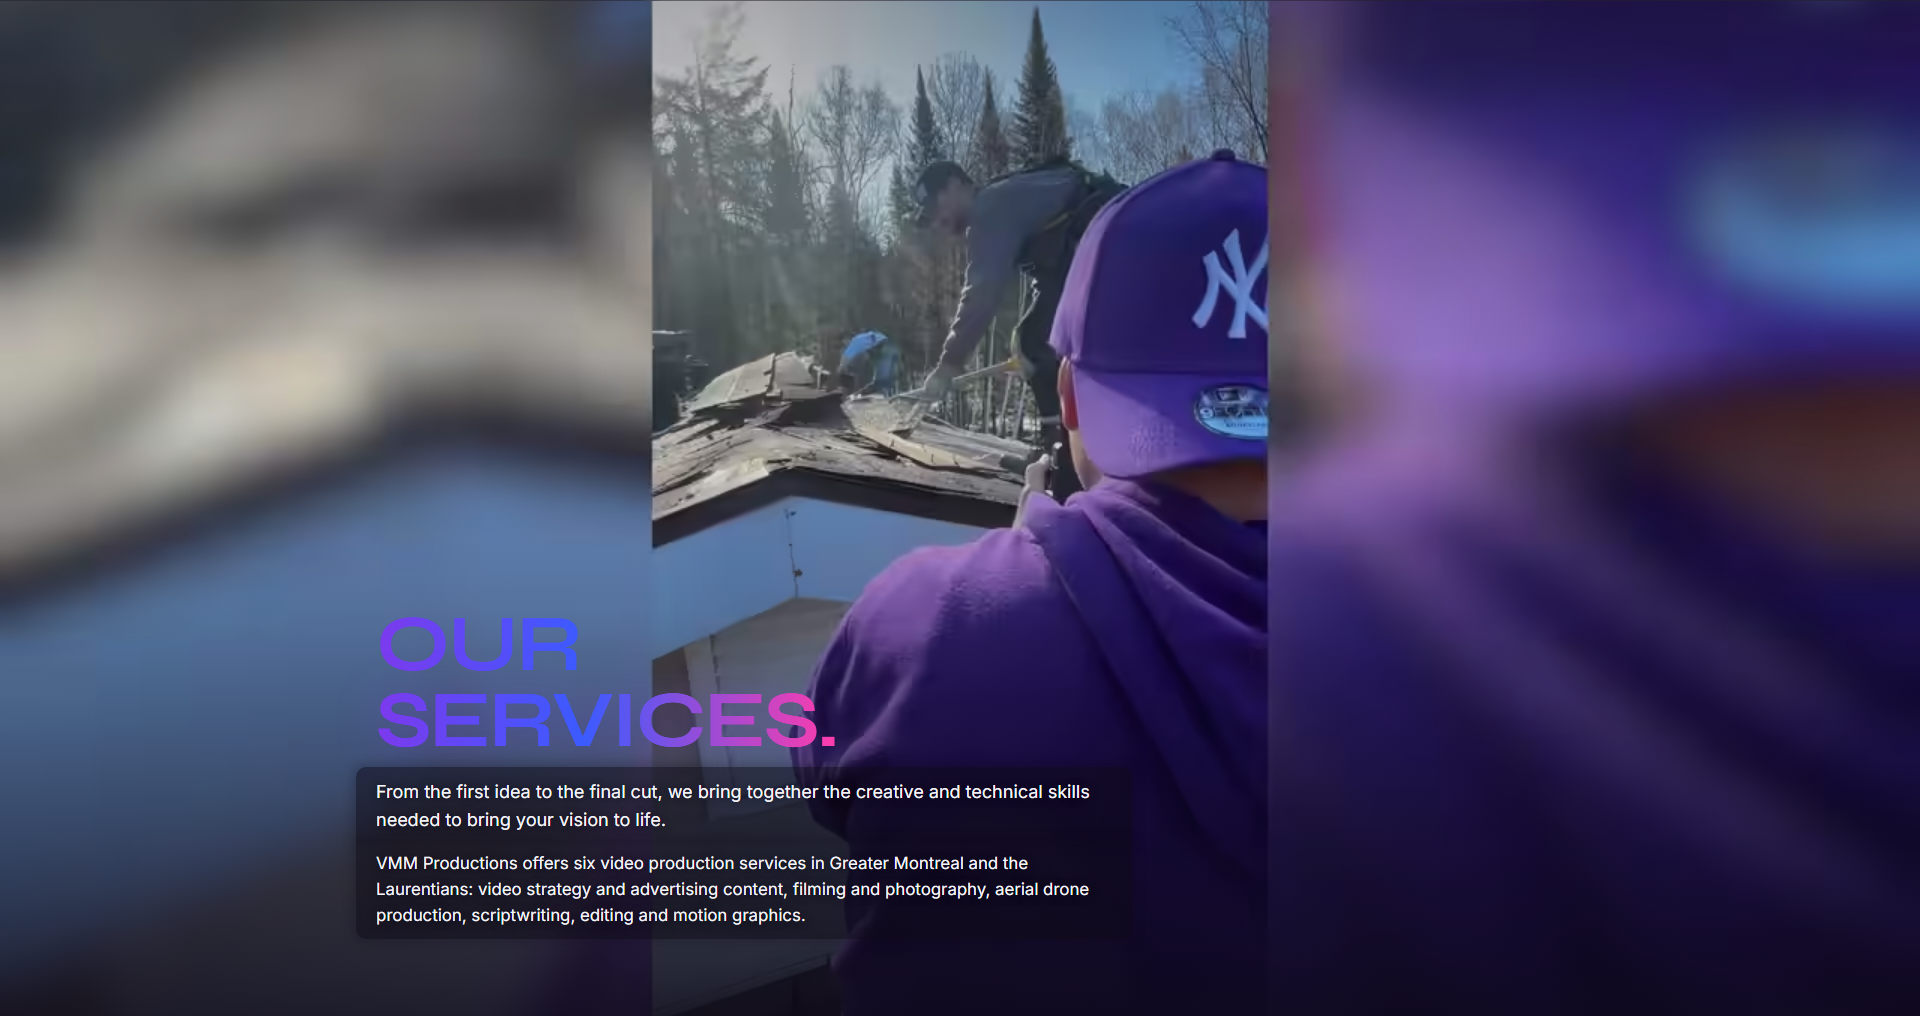 OUR
SERVICES.
From the first idea to the final cut, we bring together the creative and technical skills
needed to bring your vision to life.
VMM Productions offers six video production services in Greater Montreal and the
Laurentians: video strategy and advertising content, filming and photography, aerial drone
production, scriptwriting, editing and motion graphics.
NY